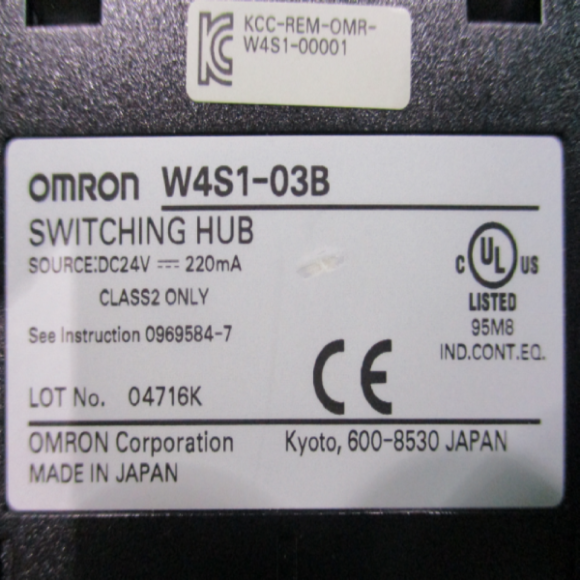 KCC-REM-OMR-
W4S1-00001
OMRON W4S1-03B
SWITCHING HUB
SOURCE:DC24V ⎓ 220mA
CLASS2 ONLY
See Instruction 0969584-7
LOT No. 04716K
C UL US
LISTED
95M8
IND.CONT.EQ.
CE
OMRON Corporation Kyoto, 600-8530 JAPAN
MADE IN JAPAN